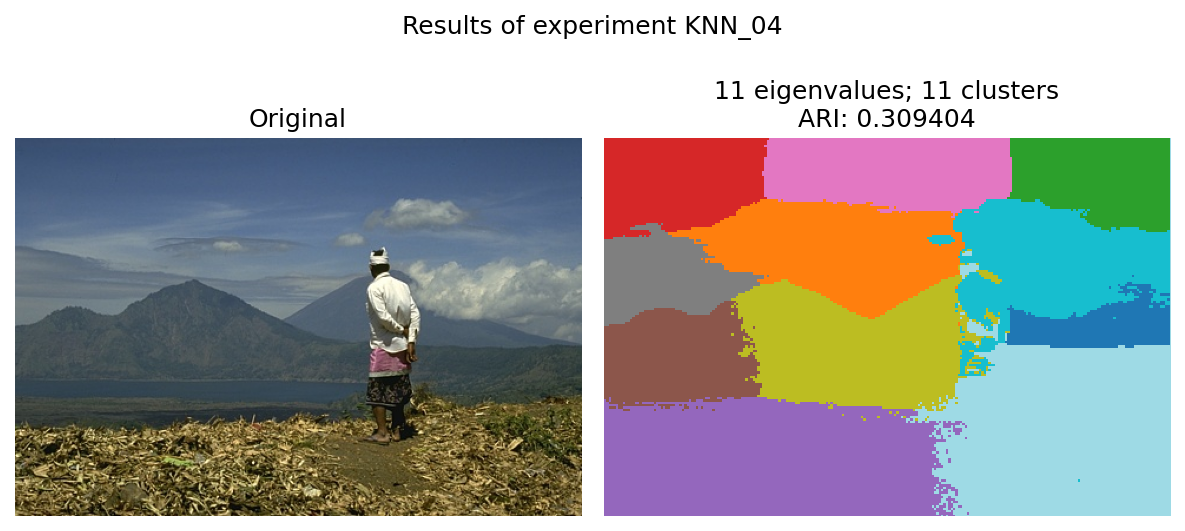 Results of experiment KNN_04
Original
11 eigenvalues; 11 clusters
ARI: 0.309404